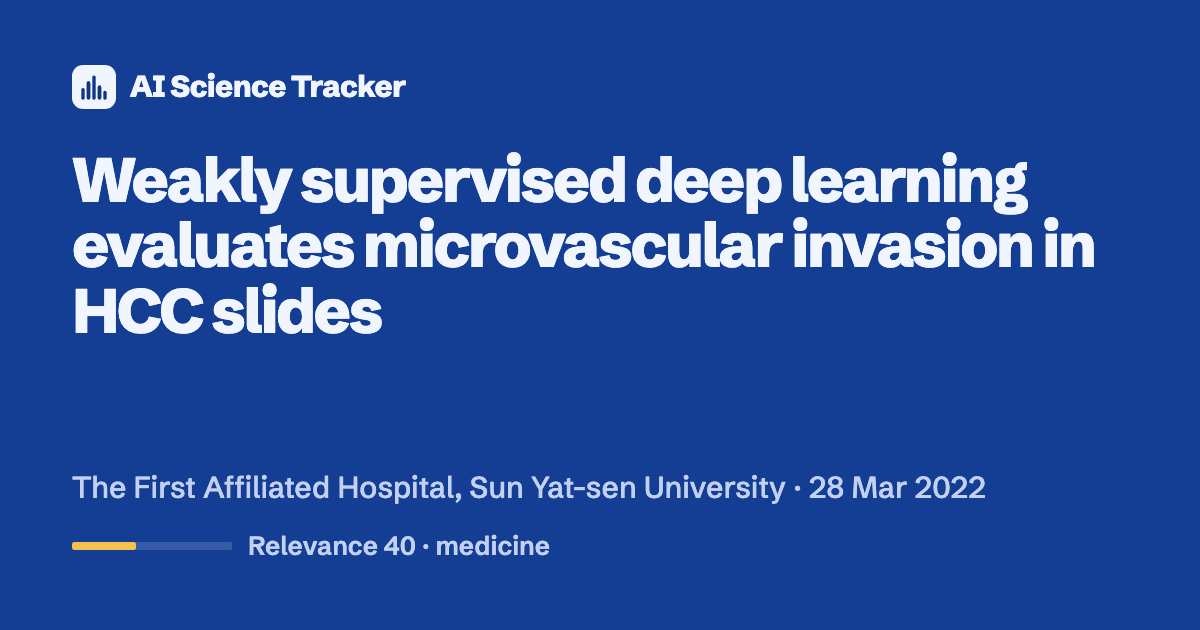 AI Science Tracker
Weakly supervised deep learning
evaluates microvascular invasion in
HCC slides
The First Affiliated Hospital, Sun Yat-sen University · 28 Mar 2022
Relevance 40 · medicine